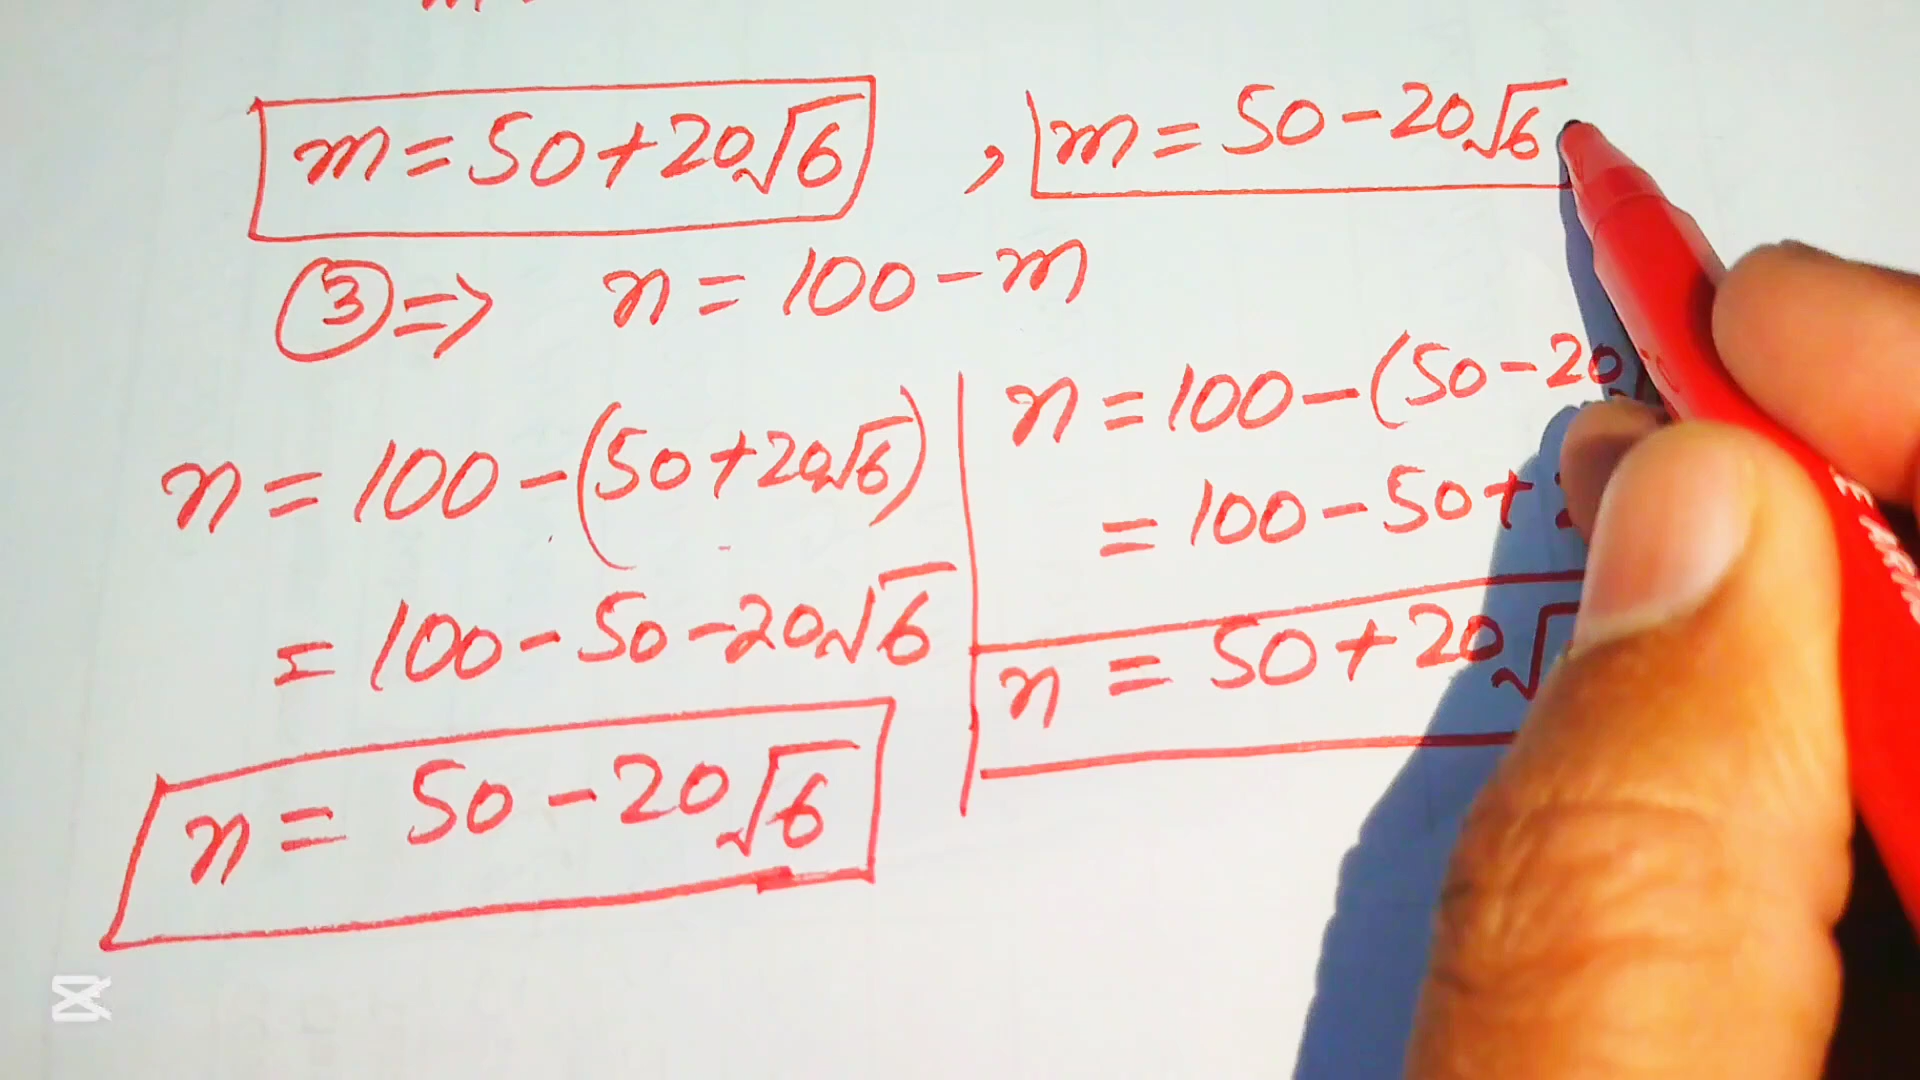 m = 50 + 20√6 , m = 50 - 20√6
③ => n = 100 - m
n = 100 - (50 + 20√6)
= 100 - 50 - 20√6
n = 50 - 20√6
n = 100 - (50 - 20
= 100 - 50 +
n = 50 + 20√